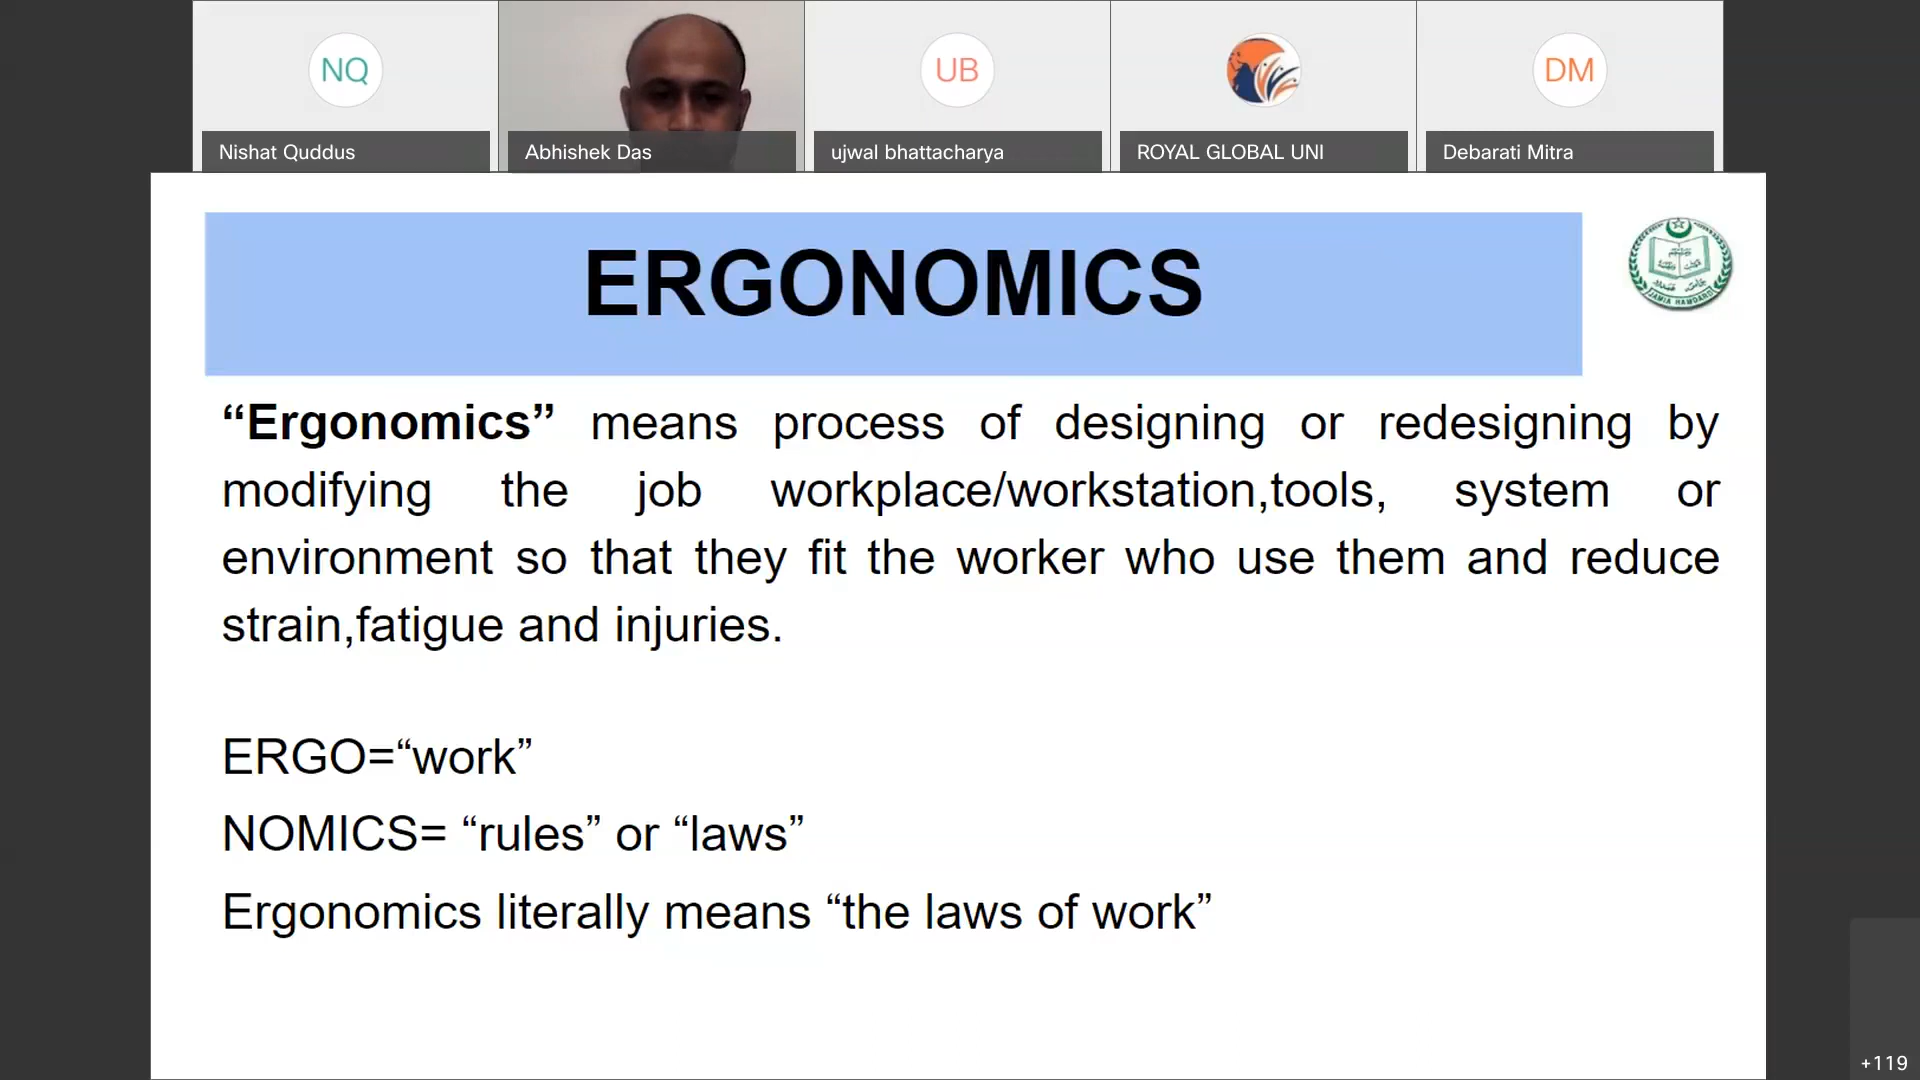 NQ
UB
DM
Nishat Quddus
Abhishek Das
ujwal bhattacharya
ROYAL GLOBAL UNI
Debarati Mitra
ERGONOMICS
JAMIA HAMDARD
“Ergonomics” means process of designing or redesigning by
modifying the job workplace/workstation,tools, system or
environment so that they fit the worker who use them and reduce
strain,fatigue and injuries.
ERGO=“work”
NOMICS= “rules” or “laws”
Ergonomics literally means “the laws of work”
+119